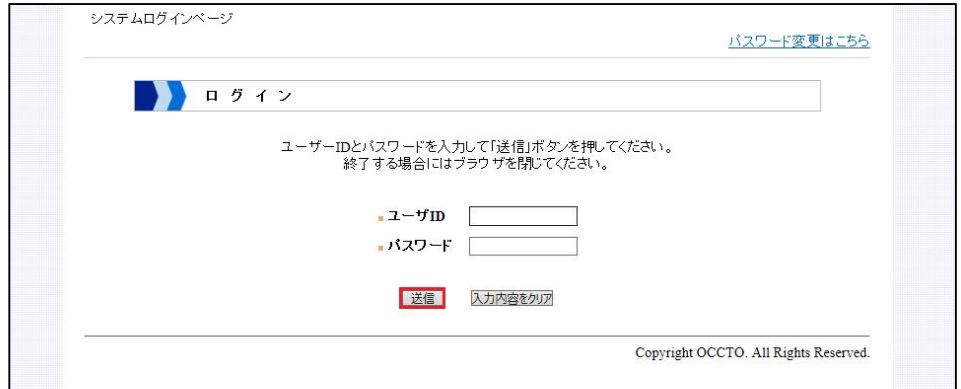 システムログインページ
パスワード変更はこちら
ログイン
ユーザーIDとパスワードを入力して「送信」ボタンを押してください。
終了する場合にはブラウザを閉じてください。
ユーザID
パスワード
送信 入力内容をクリア
Copyright OCCTO. All Rights Reserved.